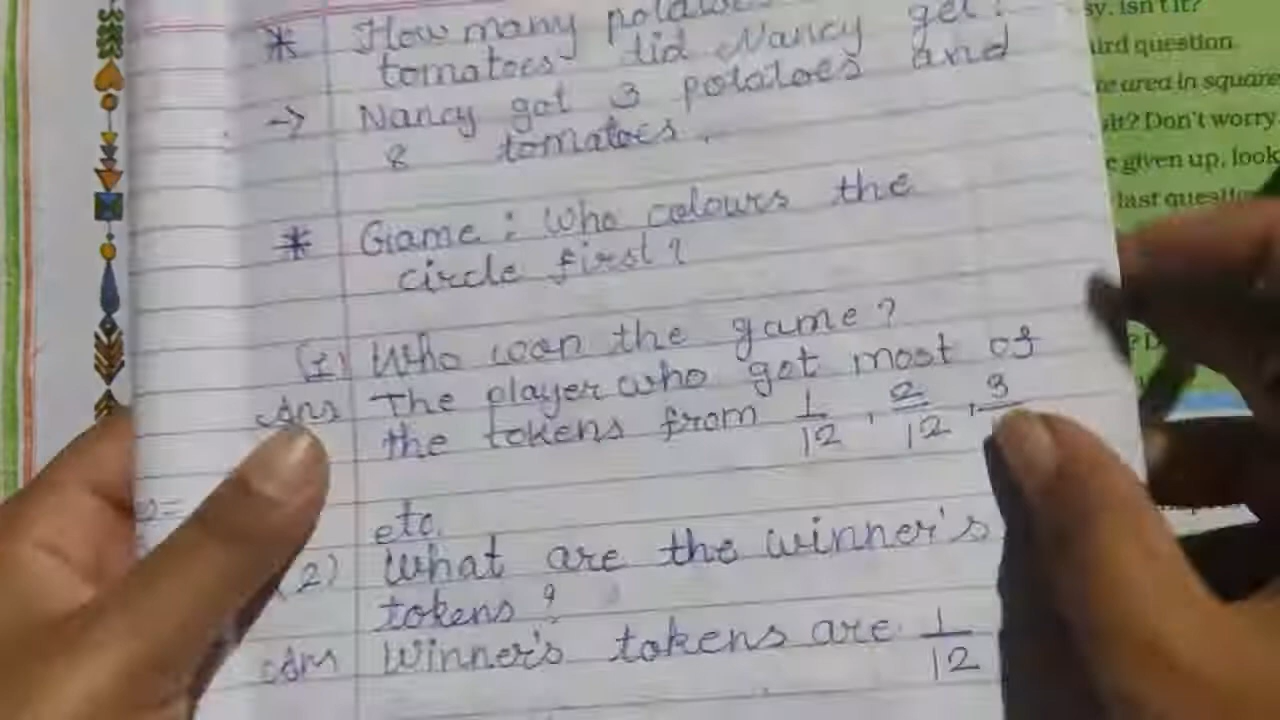 * How many potatoes
tomatoes did Nancy get?
→ Nancy got 3 potatoes and
8 tomatoes.
* Game : Who colours the
circle first?
(1) Who won the game?
Ans The player who got most of
the tokens from 1/12, 2/12, 3
etc.
(2) What are the winner's
tokens?
Ans Winner's tokens are 1/12
sy. isn't it?
ird question
e area in square
it? Don't worry.
e given up, look
last questio